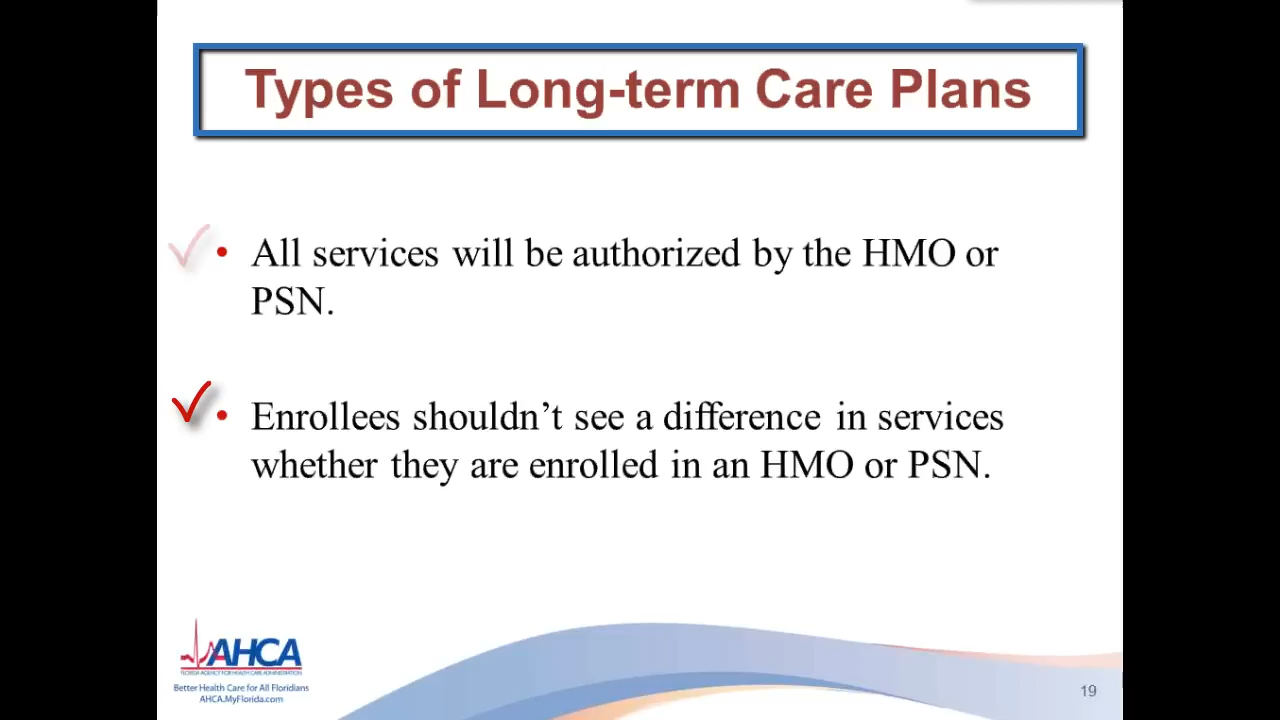 Types of Long-term Care Plans
• All services will be authorized by the HMO or
PSN.
• Enrollees shouldn’t see a difference in services
whether they are enrolled in an HMO or PSN.
AHCA
FLORIDA AGENCY FOR HEALTH CARE ADMINISTRATION
Better Health Care for All Floridians
AHCA.MyFlorida.com
19